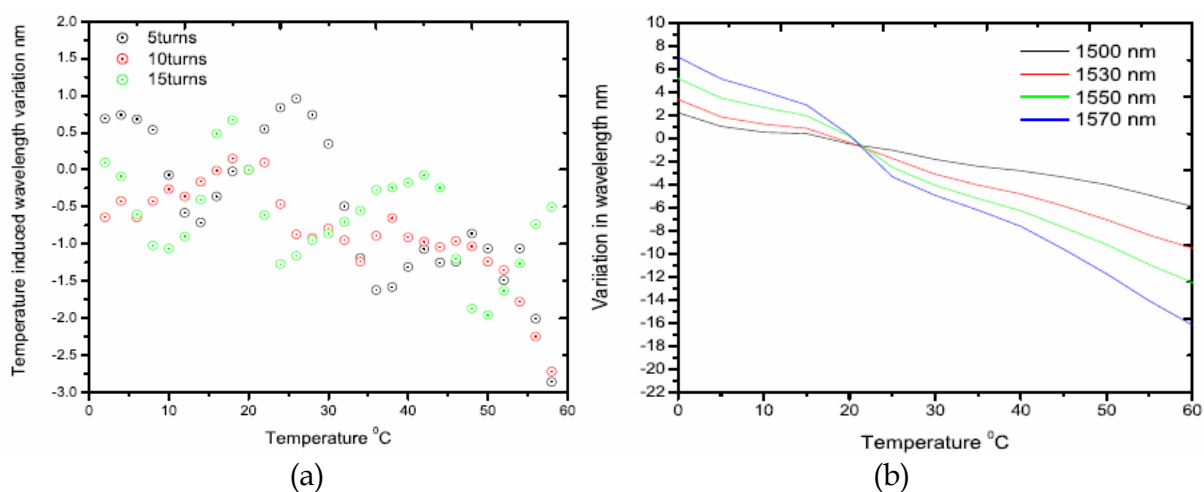 2.0
1.5
1.0
0.5
0.0
-0.5
-1.0
-1.5
-2.0
-2.5
-3.0
Temperature induced wavelength variation nm
5turns
10turns
15turns
0 10 20 30 40 50 60
Temperature ⁰C
(a)
10
8
6
4
2
0
-2
-4
-6
-8
-10
-12
-14
-16
-18
-20
-22
Variiation in wavelength nm
1500 nm
1530 nm
1550 nm
1570 nm
0 10 20 30 40 50 60
Temperature ⁰C
(b)